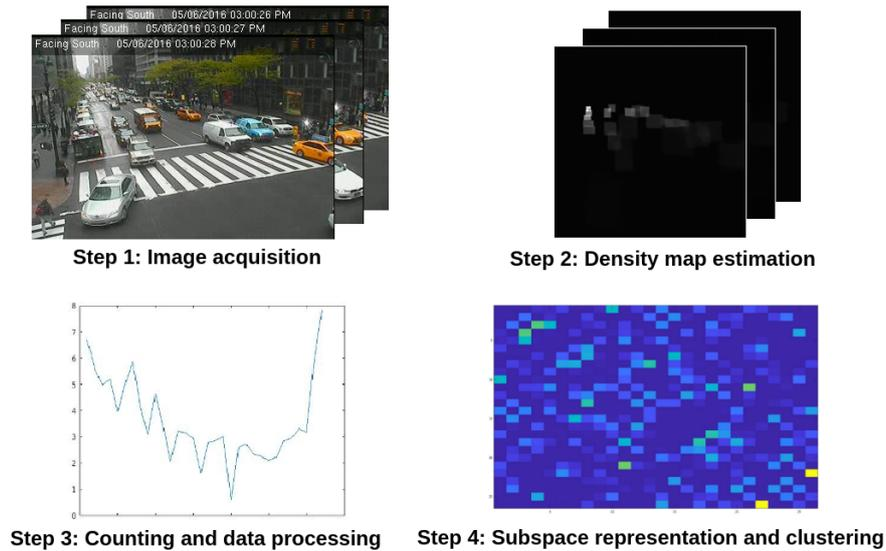 Facing South 05/06/2016 03:00:26 PM
Facing South 05/06/2016 03:00:27 PM
Facing South 05/06/2016 03:00:28 PM
Step 1: Image acquisition
Step 2: Density map estimation
8
7
6
5
4
3
2
1
0
Step 3: Counting and data processing
Step 4: Subspace representation and clustering